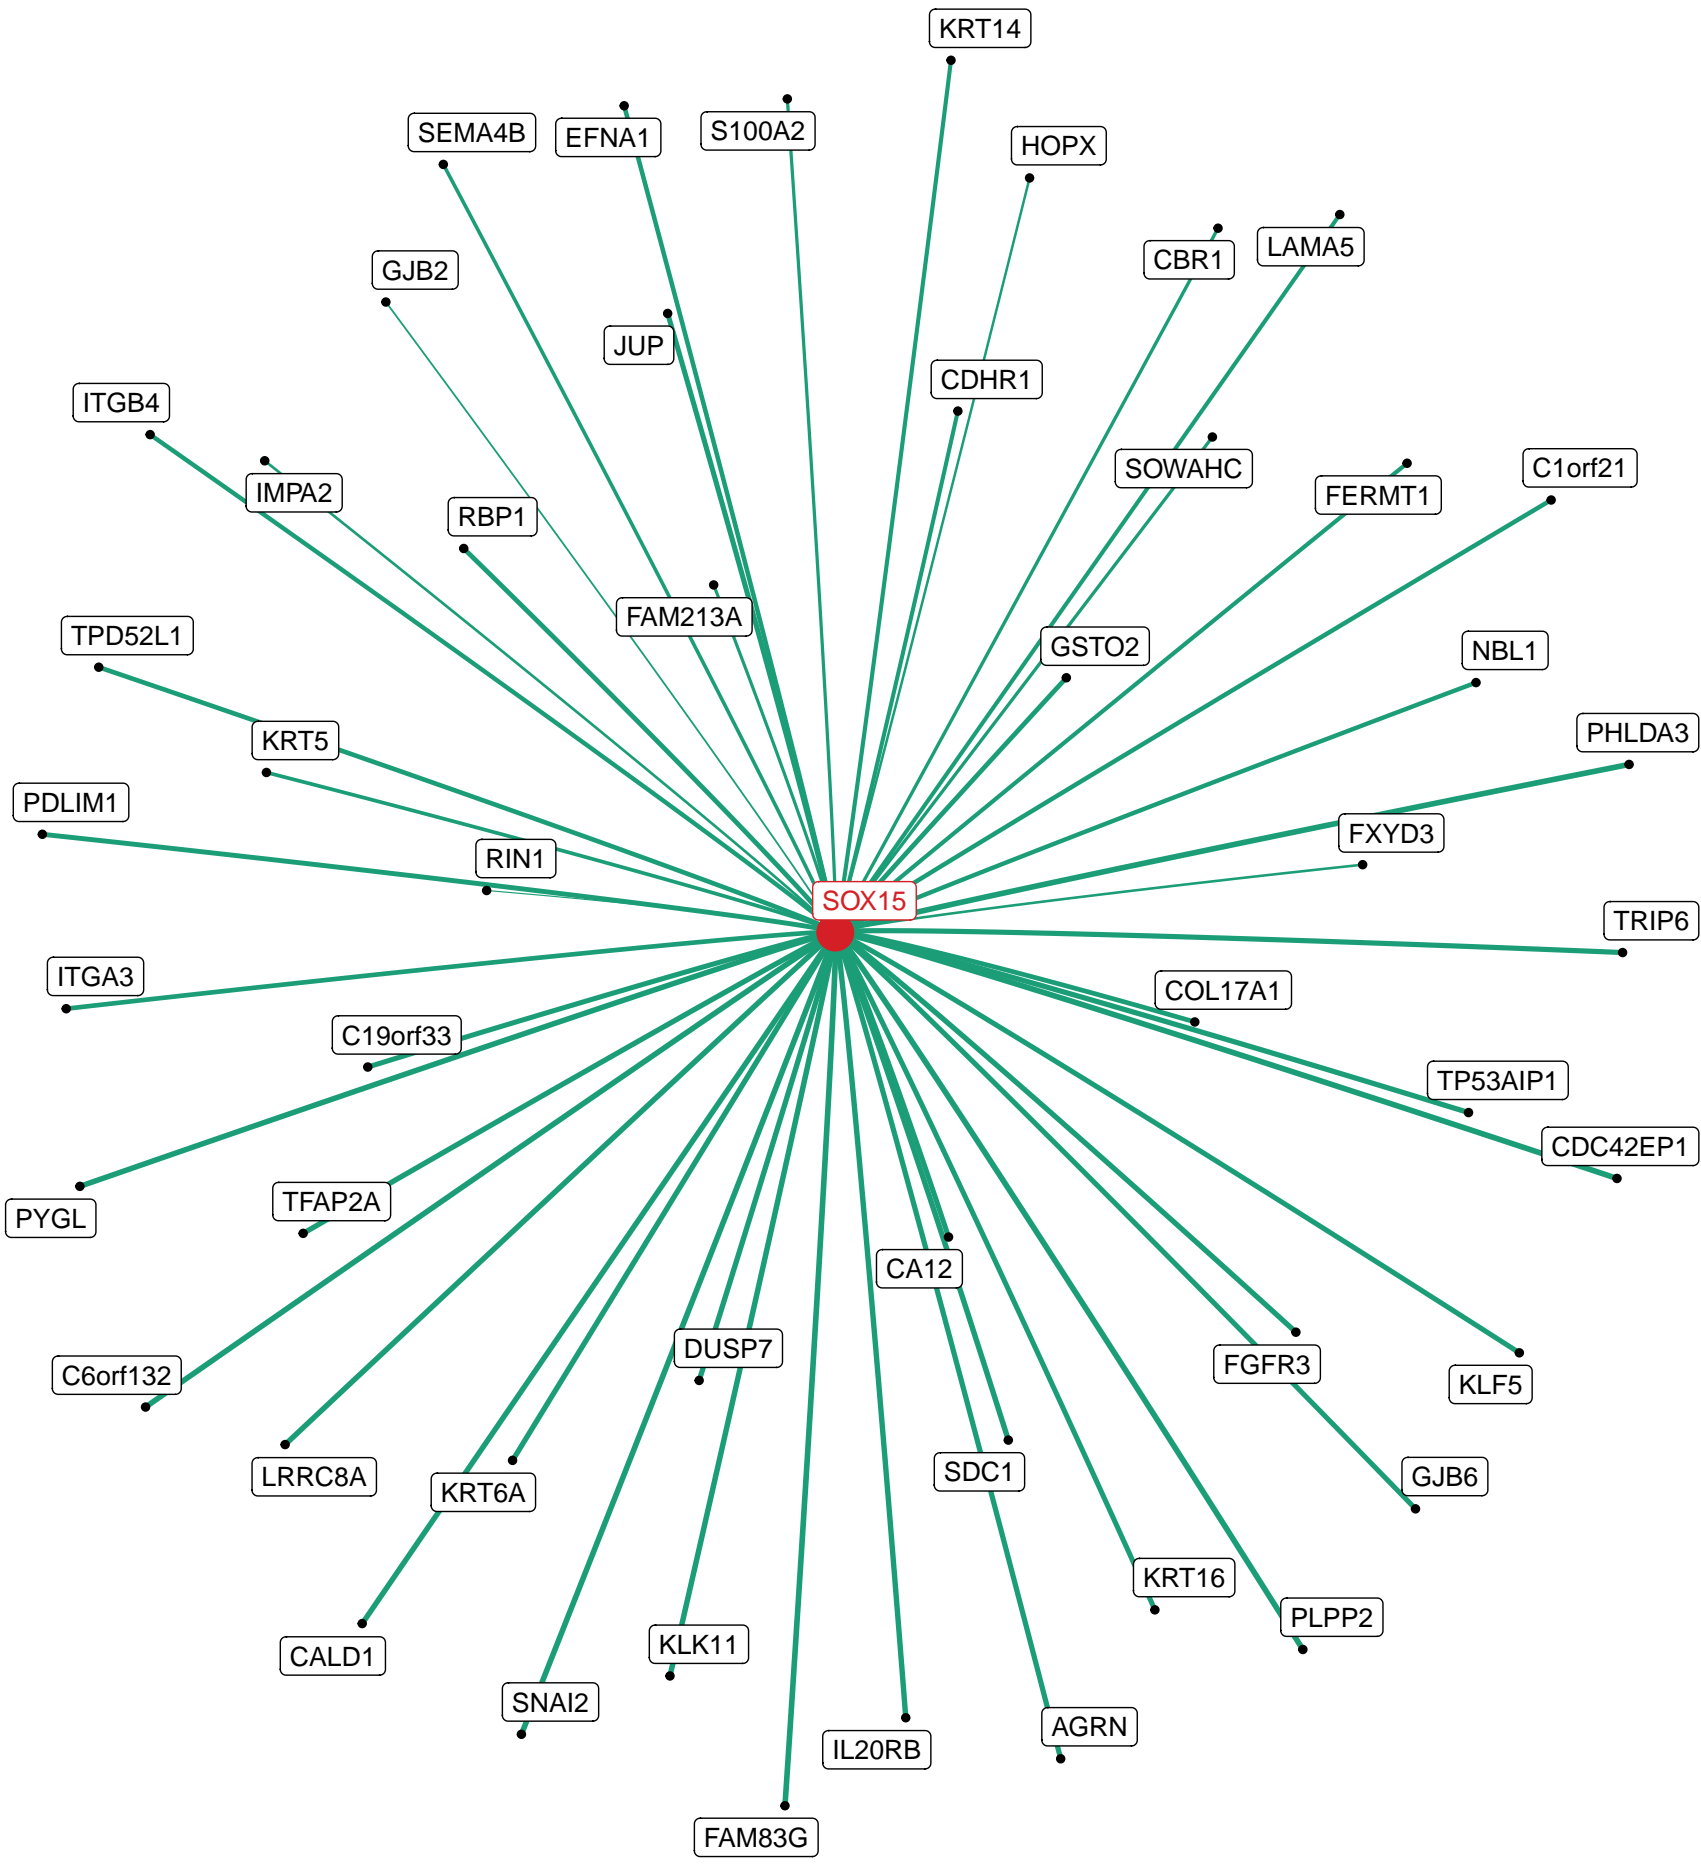 KRT14
SEMA4B
EFNA1
S100A2
HOPX
CBR1
LAMA5
GJB2
JUP
CDHR1
ITGB4
IMPA2
RBP1
SOWAHC
FERMT1
C1orf21
FAM213A
TPD52L1
GSTO2
NBL1
KRT5
PHLDA3
PDLIM1
FXYD3
RIN1
SOX15
TRIP6
ITGA3
COL17A1
C19orf33
TP53AIP1
CDC42EP1
TFAP2A
PYGL
CA12
DUSP7
FGFR3
C6orf132
KLF5
LRRC8A
KRT6A
SDC1
GJB6
KRT16
PLPP2
CALD1
KLK11
SNAI2
AGRN
IL20RB
FAM83G